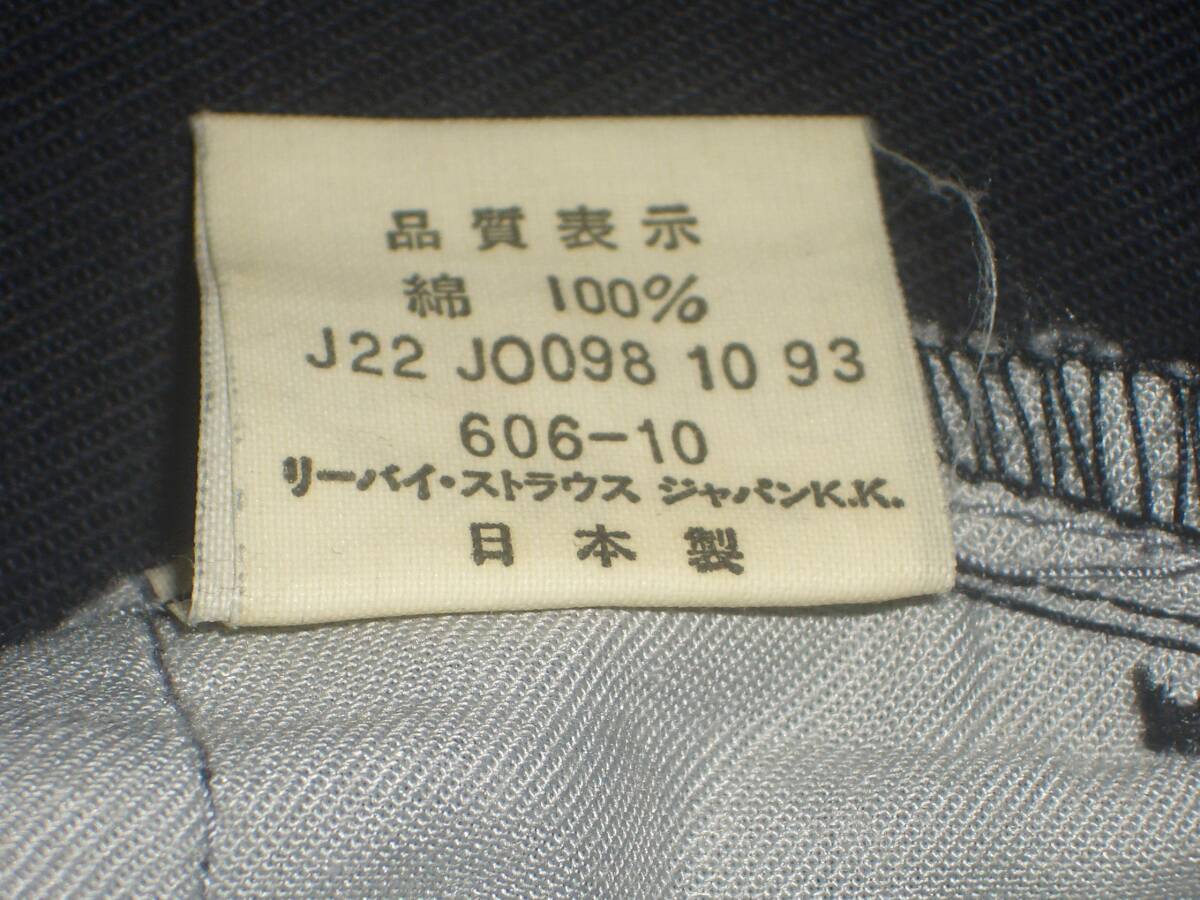 品質表示
綿 100%
J22 JO098 10 93
606-10
リーバイ・ストラウス ジャパンK.K.
日本製